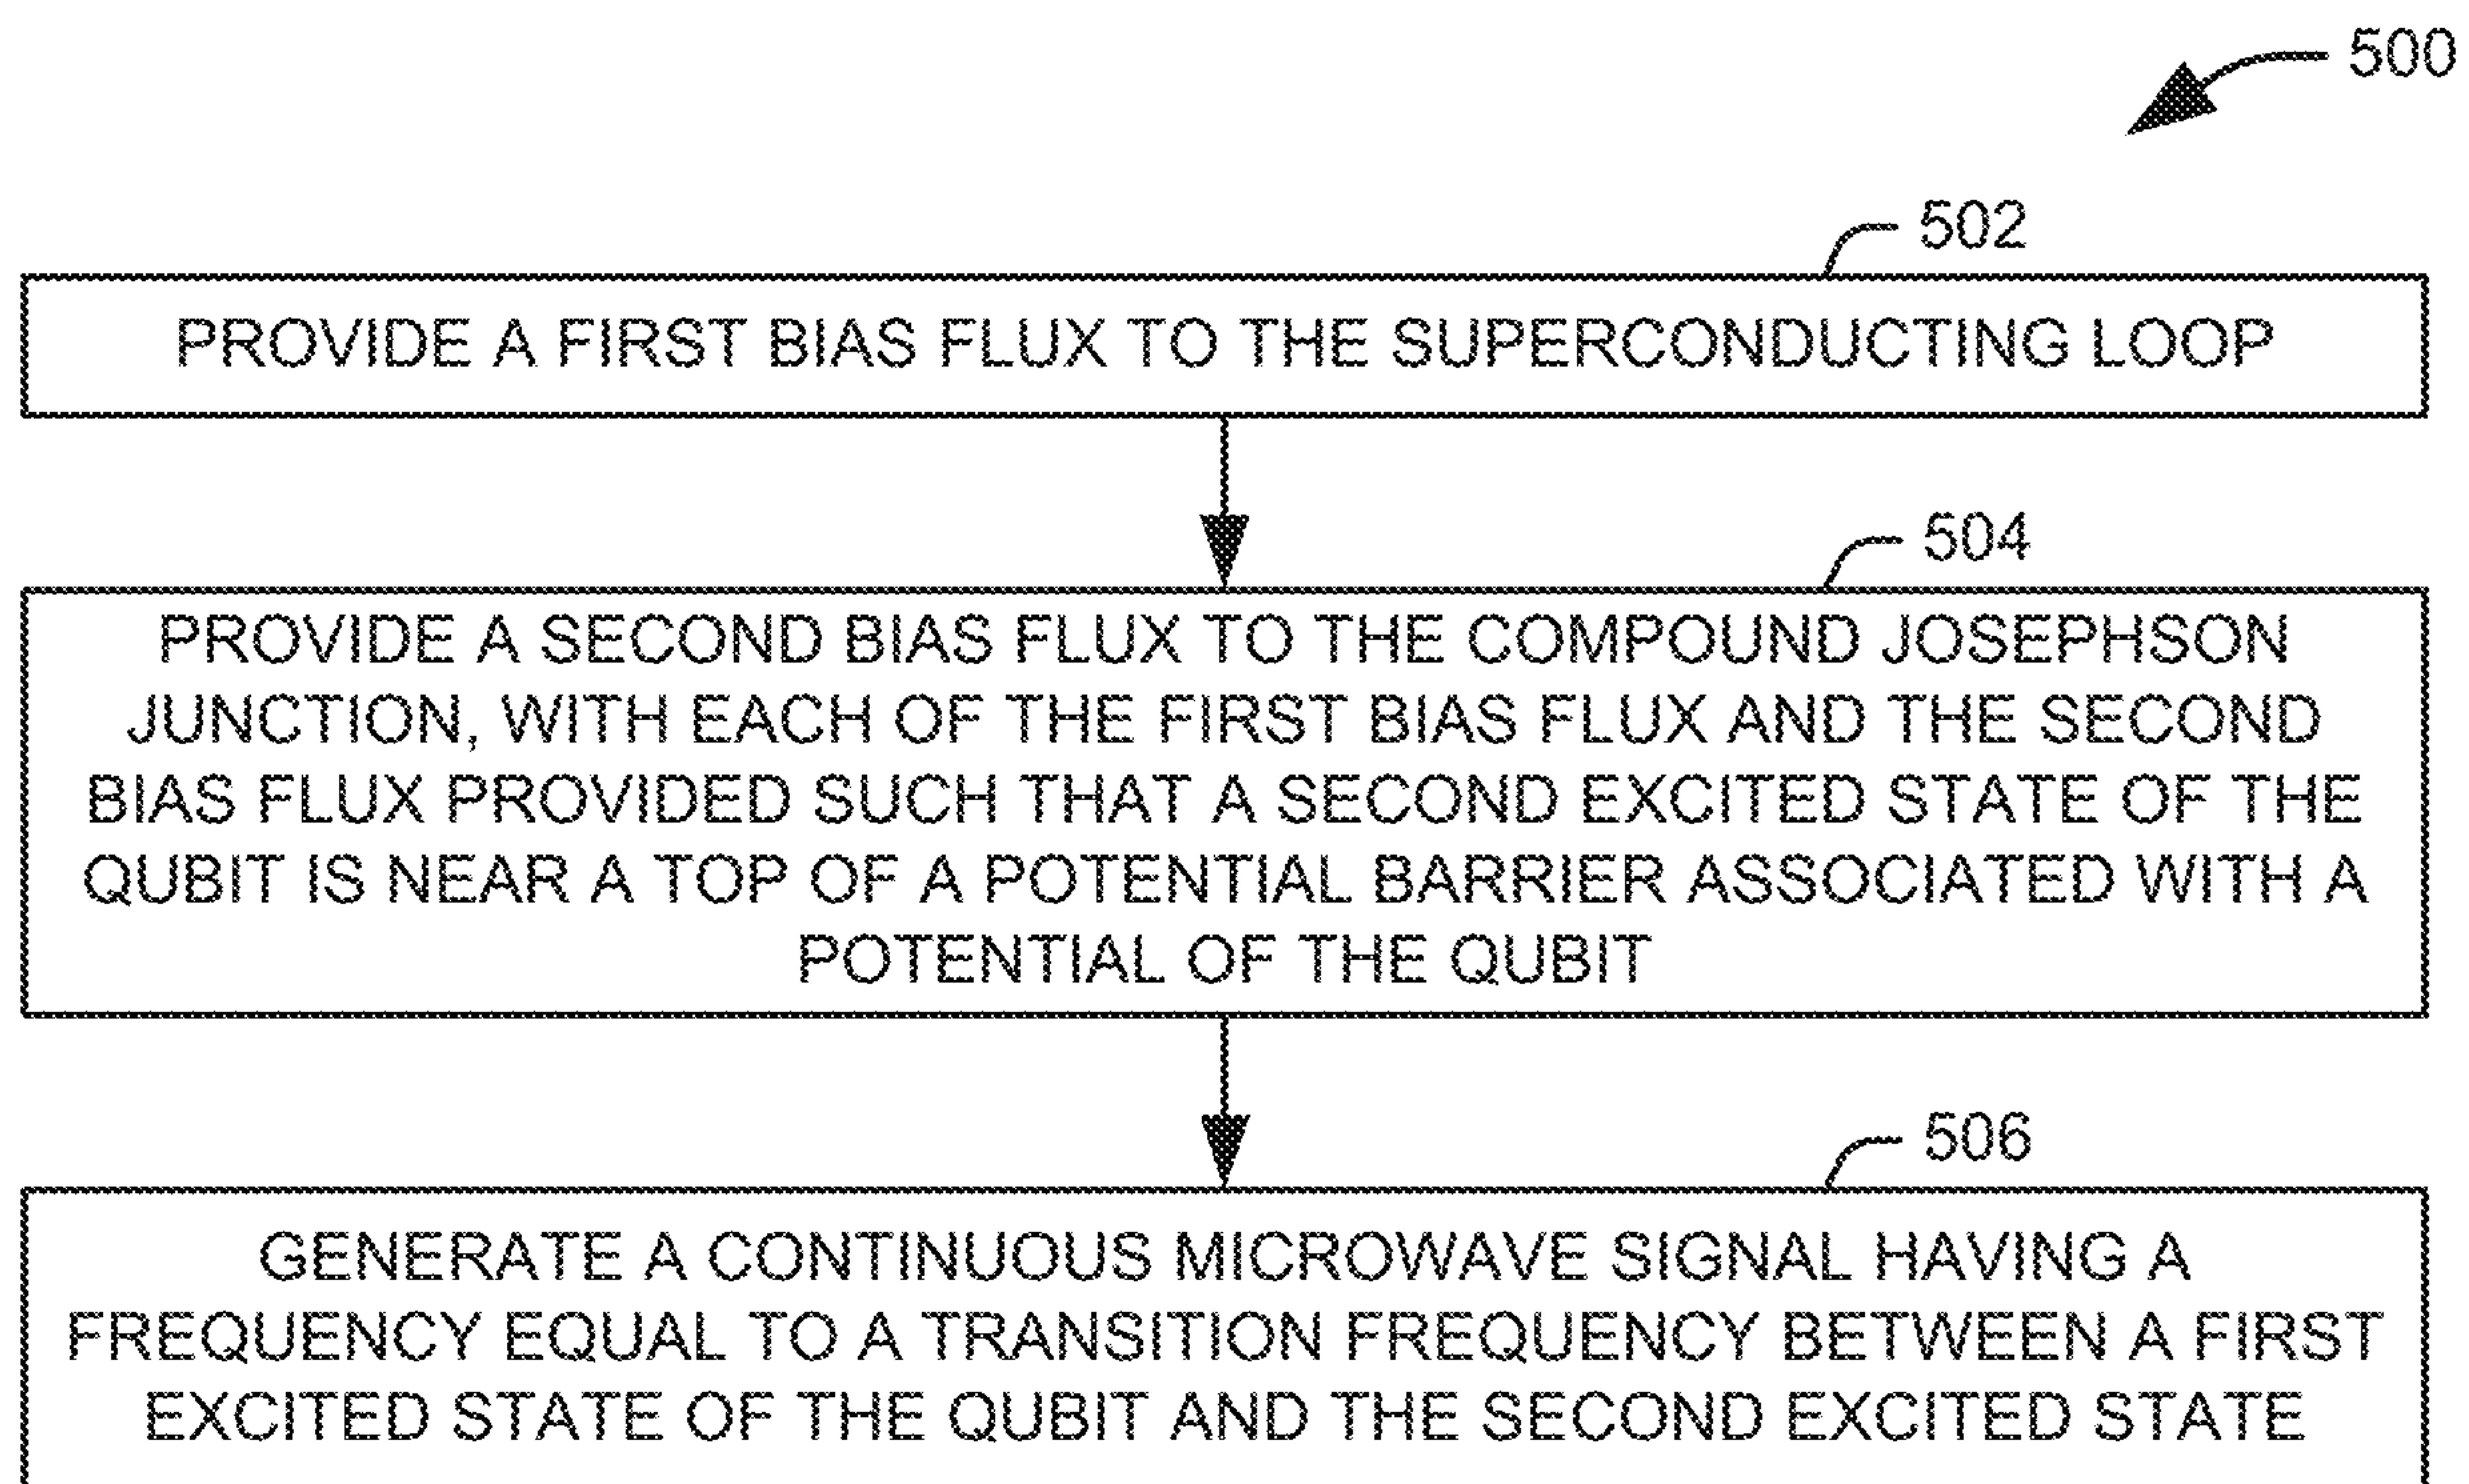 500
502
PROVIDE A FIRST BIAS FLUX TO THE SUPERCONDUCTING LOOP
504
PROVIDE A SECOND BIAS FLUX TO THE COMPOUND JOSEPHSON
JUNCTION, WITH EACH OF THE FIRST BIAS FLUX AND THE SECOND
BIAS FLUX PROVIDED SUCH THAT A SECOND EXCITED STATE OF THE
QUBIT IS NEAR A TOP OF A POTENTIAL BARRIER ASSOCIATED WITH A
POTENTIAL OF THE QUBIT
506
GENERATE A CONTINUOUS MICROWAVE SIGNAL HAVING A
FREQUENCY EQUAL TO A TRANSITION FREQUENCY BETWEEN A FIRST
EXCITED STATE OF THE QUBIT AND THE SECOND EXCITED STATE